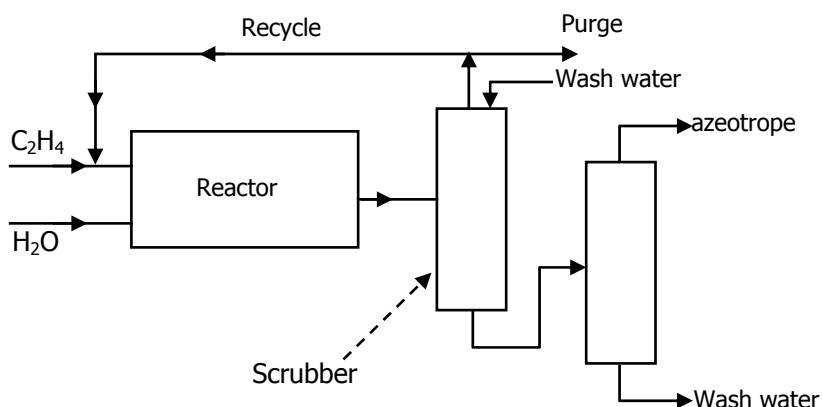 Recycle
Purge
Wash water
C₂H₄
azeotrope
Reactor
H₂O
Scrubber
Wash water